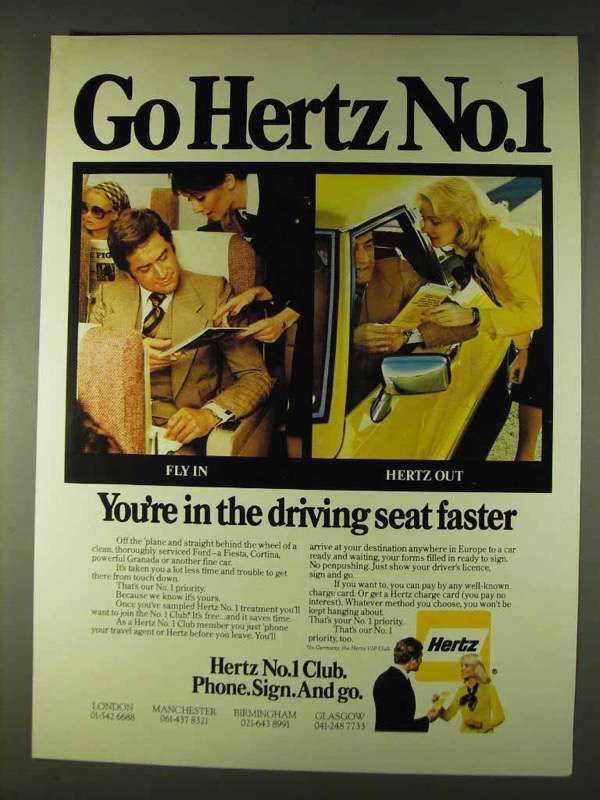 Go Hertz No.1
PIG
FLY IN
HERTZ OUT
You're in the driving seat faster
Off the 'plane and straight behind the wheel of a
clean, thoroughly serviced Ford–a Fiesta, Cortina,
powerful Granada or another fine car.
It's taken you a lot less time and trouble to get
there from touch down.
That's our No. 1 priority.
Because we know it's yours.
Once you've sampled Hertz No. 1 treatment you'll
want to join the No. 1 Club* It's free...and it saves time.
As a Hertz No. 1 Club member you just 'phone
your travel agent or Hertz before you leave. You'll
arrive at your destination anywhere in Europe to a car
ready and waiting, your forms filled in ready to sign.
No penpushing. Just show your driver's licence,
sign and go.
If you want to, you can pay by any well-known
charge card. Or get a Hertz charge card (you pay no
interest). Whatever method you choose, you won't be
kept hanging about.
That's your No. 1 priority.
That's our No. 1
priority, too.
*In Germany, the Hertz VIP Club.
Hertz
®
Hertz No.1 Club.
Phone.Sign.And go.
LONDON
01-542 6688
MANCHESTER
061-437 8321
BIRMINGHAM
021-643 8991
GLASGOW
041-248 7733